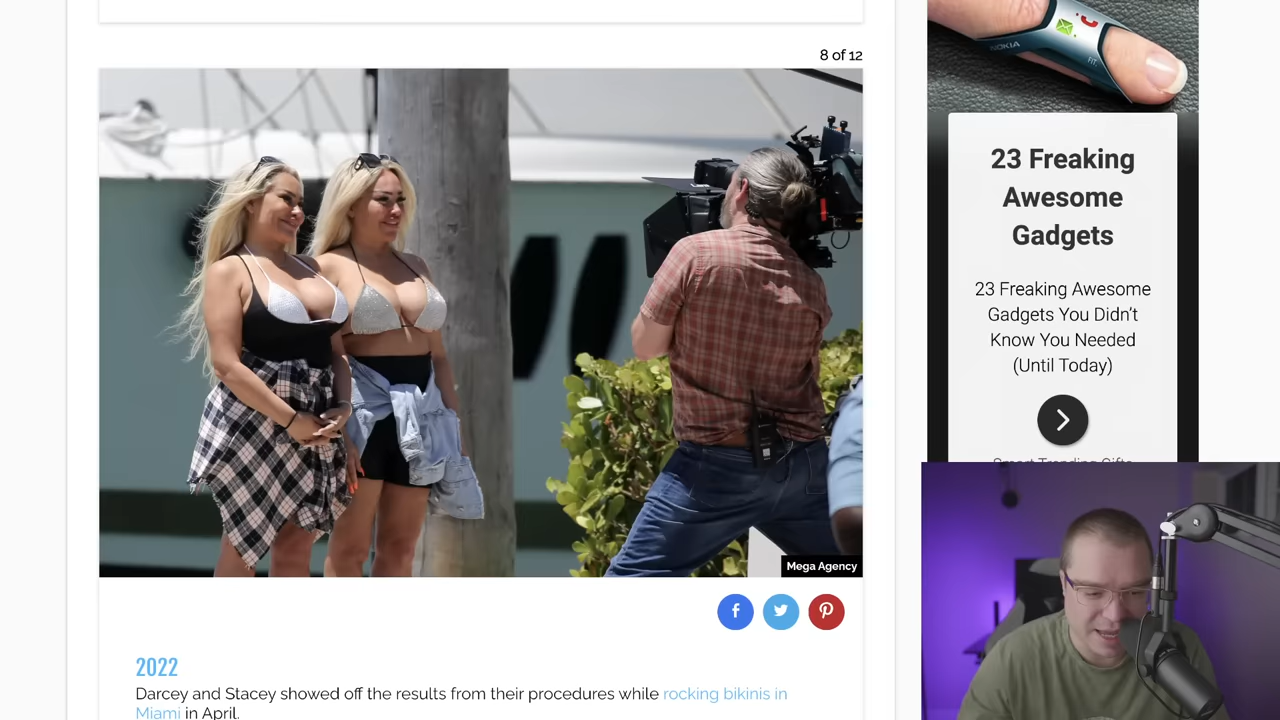 8 of 12
NOKIA
FIT
23 Freaking
Awesome
Gadgets
23 Freaking Awesome
Gadgets You Didn't
Know You Needed
(Until Today)
Mega Agency
2022
Darcey and Stacey showed off the results from their procedures while rocking bikinis in
Miami in April.